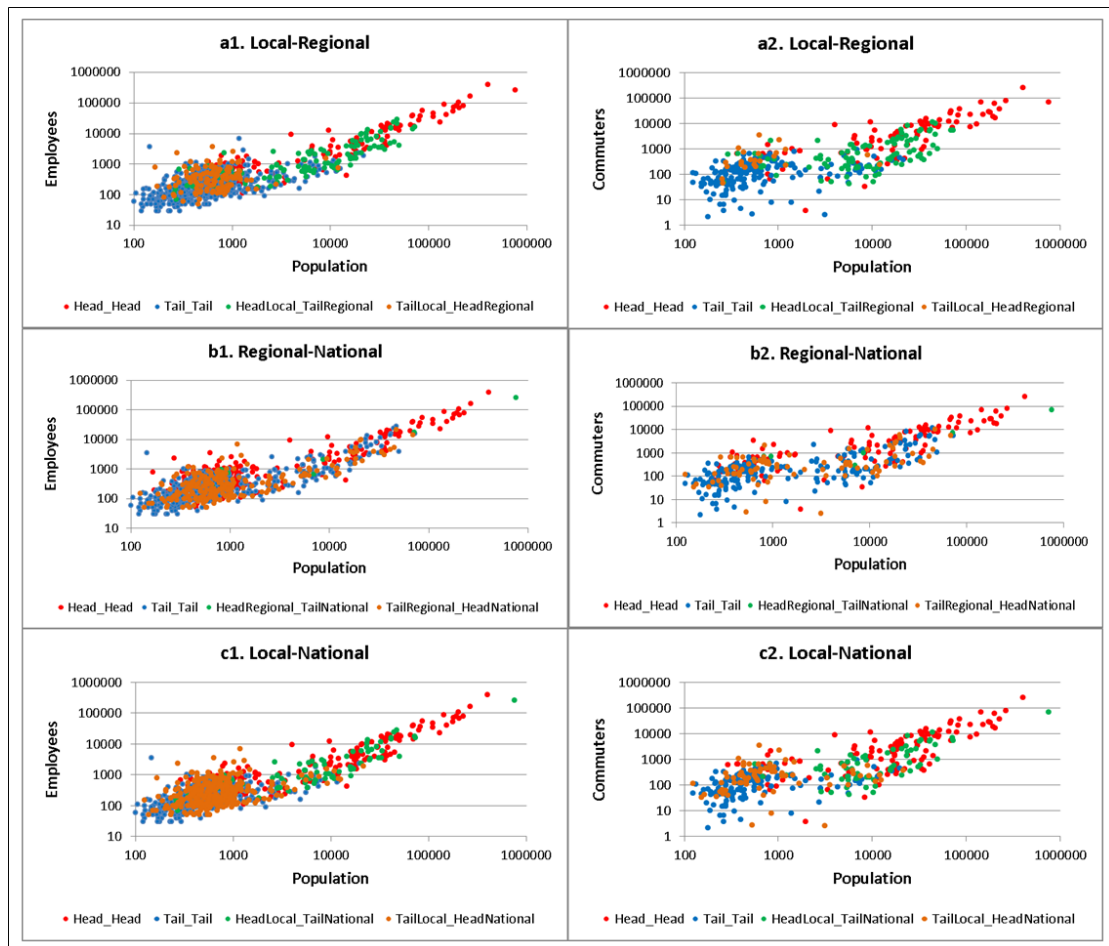 a1. Local-Regional
Employees
1000000
100000
10000
1000
100
10
100 1000 10000 100000 1000000
Population
Head_Head Tail_Tail HeadLocal_TailRegional TailLocal_HeadRegional
a2. Local-Regional
Commuters
1000000
100000
10000
1000
100
10
1
100 1000 10000 100000 1000000
Population
Head_Head Tail_Tail HeadLocal_TailRegional TailLocal_HeadRegional
b1. Regional-National
Employees
1000000
100000
10000
1000
100
10
100 1000 10000 100000 1000000
Population
Head_Head Tail_Tail HeadRegional_TailNational TailRegional_HeadNational
b2. Regional-National
Commuters
1000000
100000
10000
1000
100
10
1
100 1000 10000 100000 1000000
Population
Head_Head Tail_Tail HeadRegional_TailNational TailRegional_HeadNational
c1. Local-National
Employees
1000000
100000
10000
1000
100
10
100 1000 10000 100000 1000000
Population
Head_Head Tail_Tail HeadLocal_TailNational TailLocal_HeadNational
c2. Local-National
Commuters
1000000
100000
10000
1000
100
10
1
100 1000 10000 100000 1000000
Population
Head_Head Tail_Tail HeadLocal_TailNational TailLocal_HeadNational